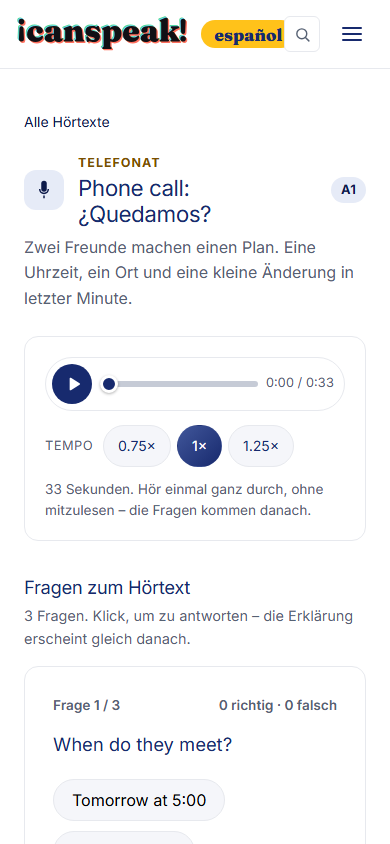 icanspeak! español
Alle Hörtexte
TELEFONAT
Phone call:
¿Quedamos?
A1
Zwei Freunde machen einen Plan. Eine
Uhrzeit, ein Ort und eine kleine Änderung in
letzter Minute.
0:00 / 0:33
TEMPO 0.75× 1× 1.25×
33 Sekunden. Hör einmal ganz durch, ohne
mitzulesen – die Fragen kommen danach.
Fragen zum Hörtext
3 Fragen. Klick, um zu antworten – die Erklärung
erscheint gleich danach.
Frage 1 / 3 0 richtig · 0 falsch
When do they meet?
Tomorrow at 5:00